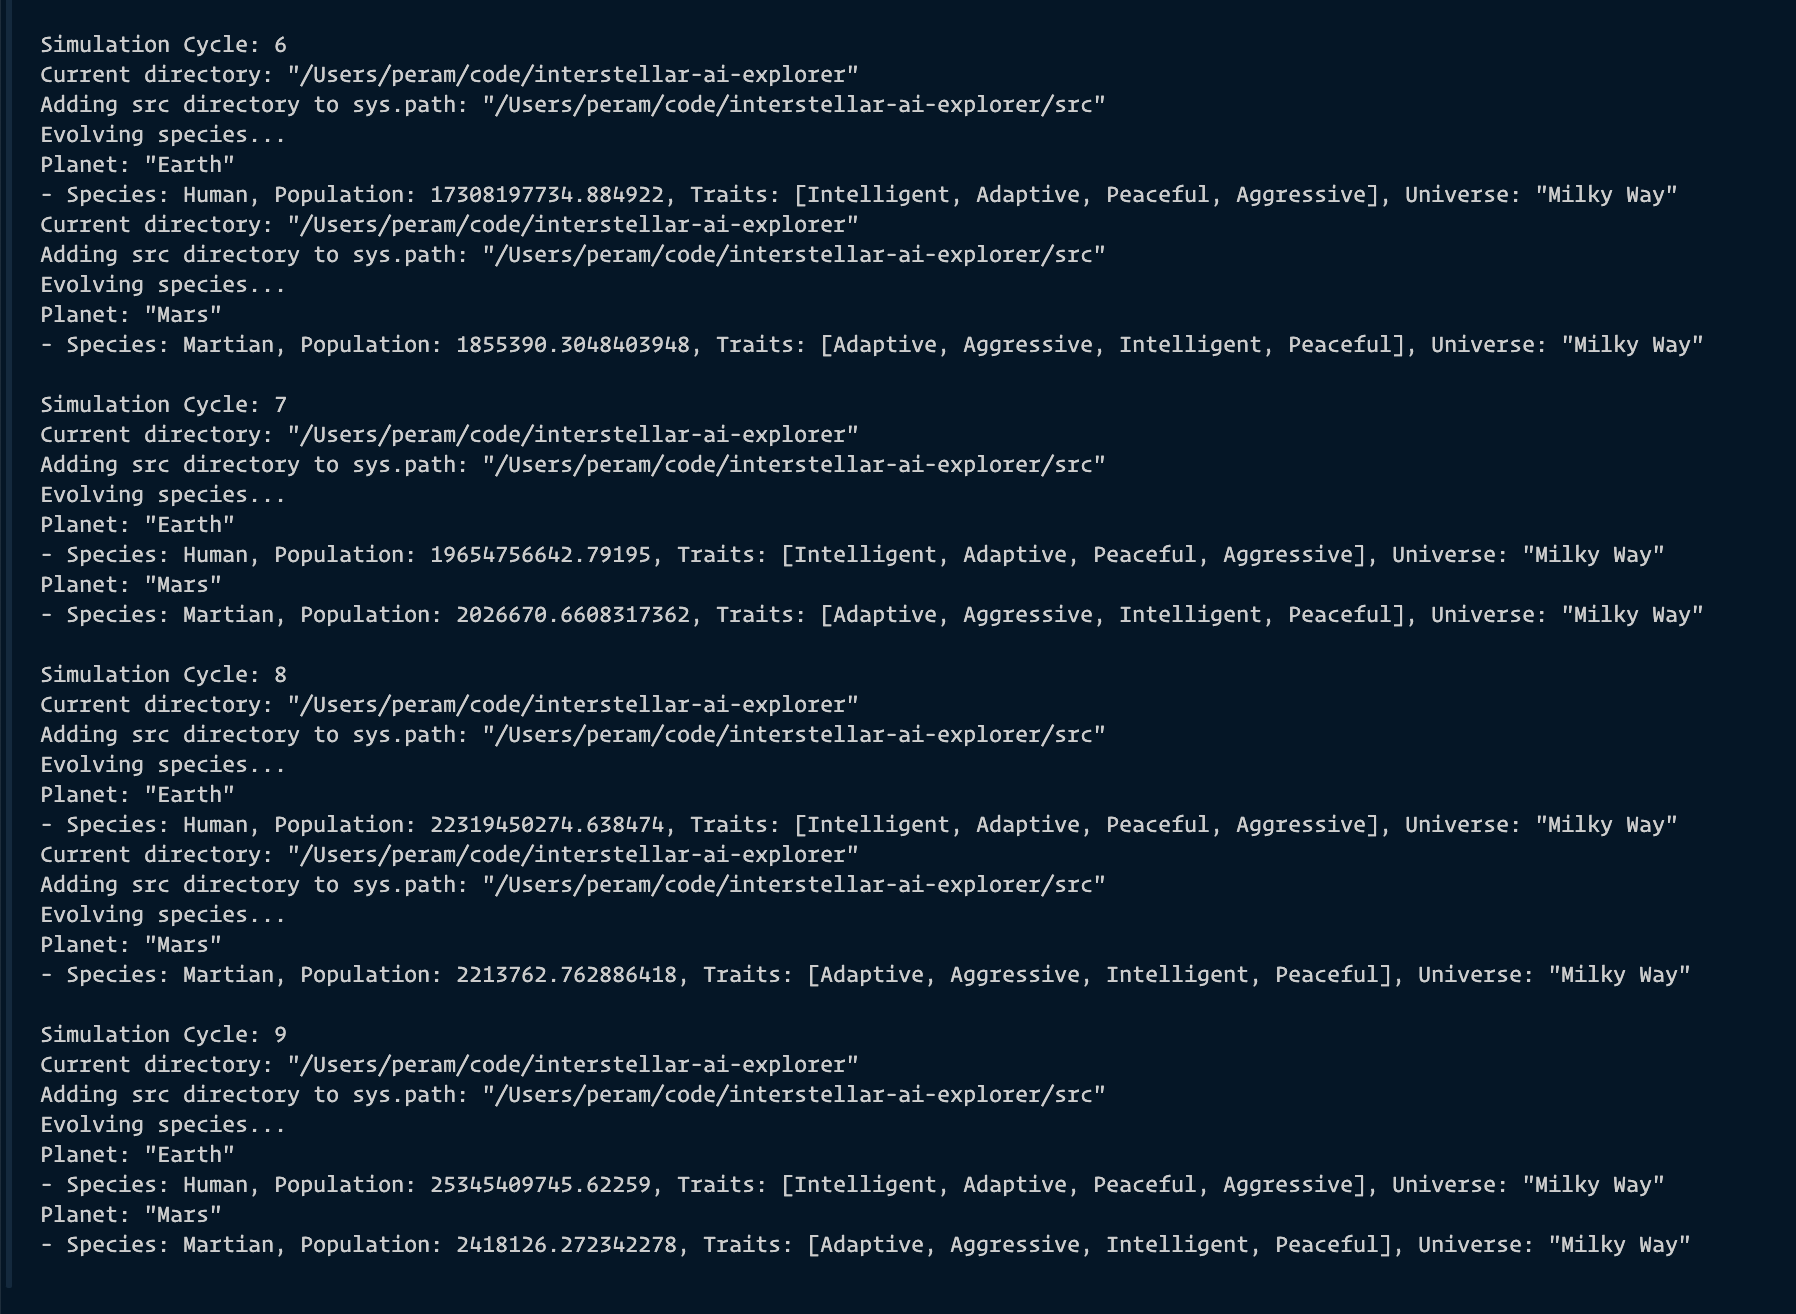 Simulation Cycle: 6
Current directory: "/Users/peram/code/interstellar-ai-explorer"
Adding src directory to sys.path: "/Users/peram/code/interstellar-ai-explorer/src"
Evolving species...
Planet: "Earth"
- Species: Human, Population: 17308197734.884922, Traits: [Intelligent, Adaptive, Peaceful, Aggressive], Universe: "Milky Way"
Current directory: "/Users/peram/code/interstellar-ai-explorer"
Adding src directory to sys.path: "/Users/peram/code/interstellar-ai-explorer/src"
Evolving species...
Planet: "Mars"
- Species: Martian, Population: 1855390.3048403948, Traits: [Adaptive, Aggressive, Intelligent, Peaceful], Universe: "Milky Way"
Simulation Cycle: 7
Current directory: "/Users/peram/code/interstellar-ai-explorer"
Adding src directory to sys.path: "/Users/peram/code/interstellar-ai-explorer/src"
Evolving species...
Planet: "Earth"
- Species: Human, Population: 19654756642.79195, Traits: [Intelligent, Adaptive, Peaceful, Aggressive], Universe: "Milky Way"
Planet: "Mars"
- Species: Martian, Population: 2026670.6608317362, Traits: [Adaptive, Aggressive, Intelligent, Peaceful], Universe: "Milky Way"
Simulation Cycle: 8
Current directory: "/Users/peram/code/interstellar-ai-explorer"
Adding src directory to sys.path: "/Users/peram/code/interstellar-ai-explorer/src"
Evolving species...
Planet: "Earth"
- Species: Human, Population: 22319450274.638474, Traits: [Intelligent, Adaptive, Peaceful, Aggressive], Universe: "Milky Way"
Current directory: "/Users/peram/code/interstellar-ai-explorer"
Adding src directory to sys.path: "/Users/peram/code/interstellar-ai-explorer/src"
Evolving species...
Planet: "Mars"
- Species: Martian, Population: 2213762.762886418, Traits: [Adaptive, Aggressive, Intelligent, Peaceful], Universe: "Milky Way"
Simulation Cycle: 9
Current directory: "/Users/peram/code/interstellar-ai-explorer"
Adding src directory to sys.path: "/Users/peram/code/interstellar-ai-explorer/src"
Evolving species...
Planet: "Earth"
- Species: Human, Population: 25345409745.62259, Traits: [Intelligent, Adaptive, Peaceful, Aggressive], Universe: "Milky Way"
Planet: "Mars"
- Species: Martian, Population: 2418126.272342278, Traits: [Adaptive, Aggressive, Intelligent, Peaceful], Universe: "Milky Way"